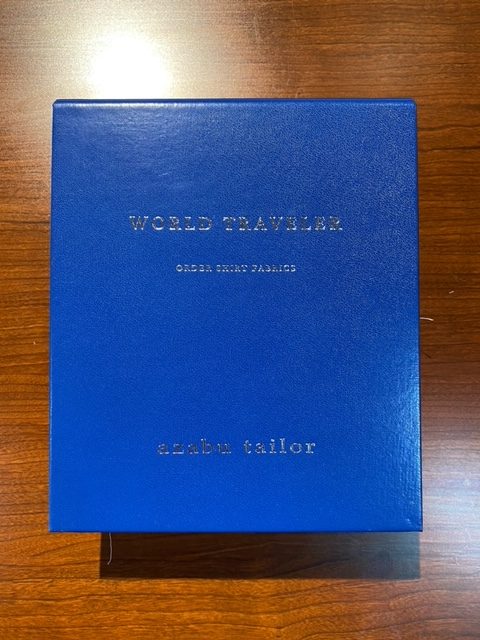 WORLD TRAVELER
ORDER SHIRT FABRICS
azabu tailor